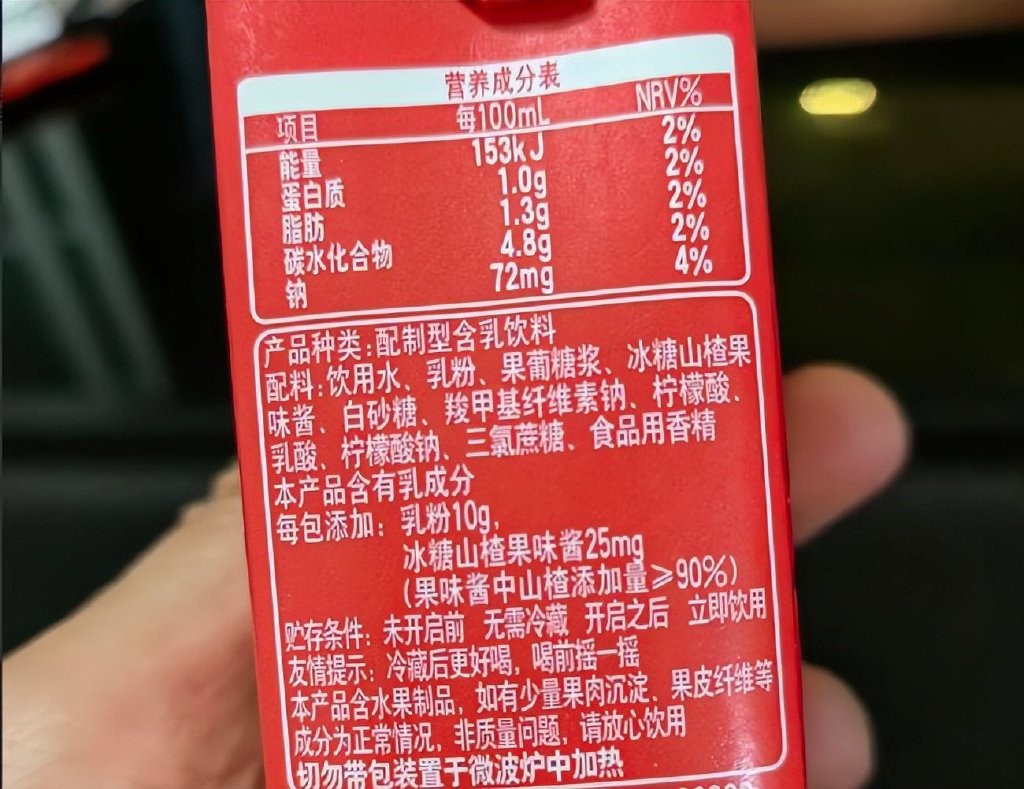 营养成分表
项目 每100mL NRV%
能量 153kJ 2%
蛋白质 1.0g 2%
脂肪 1.3g 2%
碳水化合物 4.8g 2%
钠 72mg 4%
产品种类:配制型含乳饮料
配料:饮用水、乳粉、果葡糖浆、冰糖山楂果
味酱、白砂糖、羧甲基纤维素钠、柠檬酸、
乳酸、柠檬酸钠、三氯蔗糖、食品用香精
本产品含有乳成分
每包添加:乳粉10g,
冰糖山楂果味酱25mg
(果味酱中山楂添加量≥90%)
贮存条件:未开启前 无需冷藏 开启之后 立即饮用
友情提示:冷藏后更好喝,喝前摇一摇
本产品含水果制品,如有少量果肉沉淀、果皮纤维等
成分为正常情况,非质量问题,请放心饮用
切勿带包装置于微波炉中加热